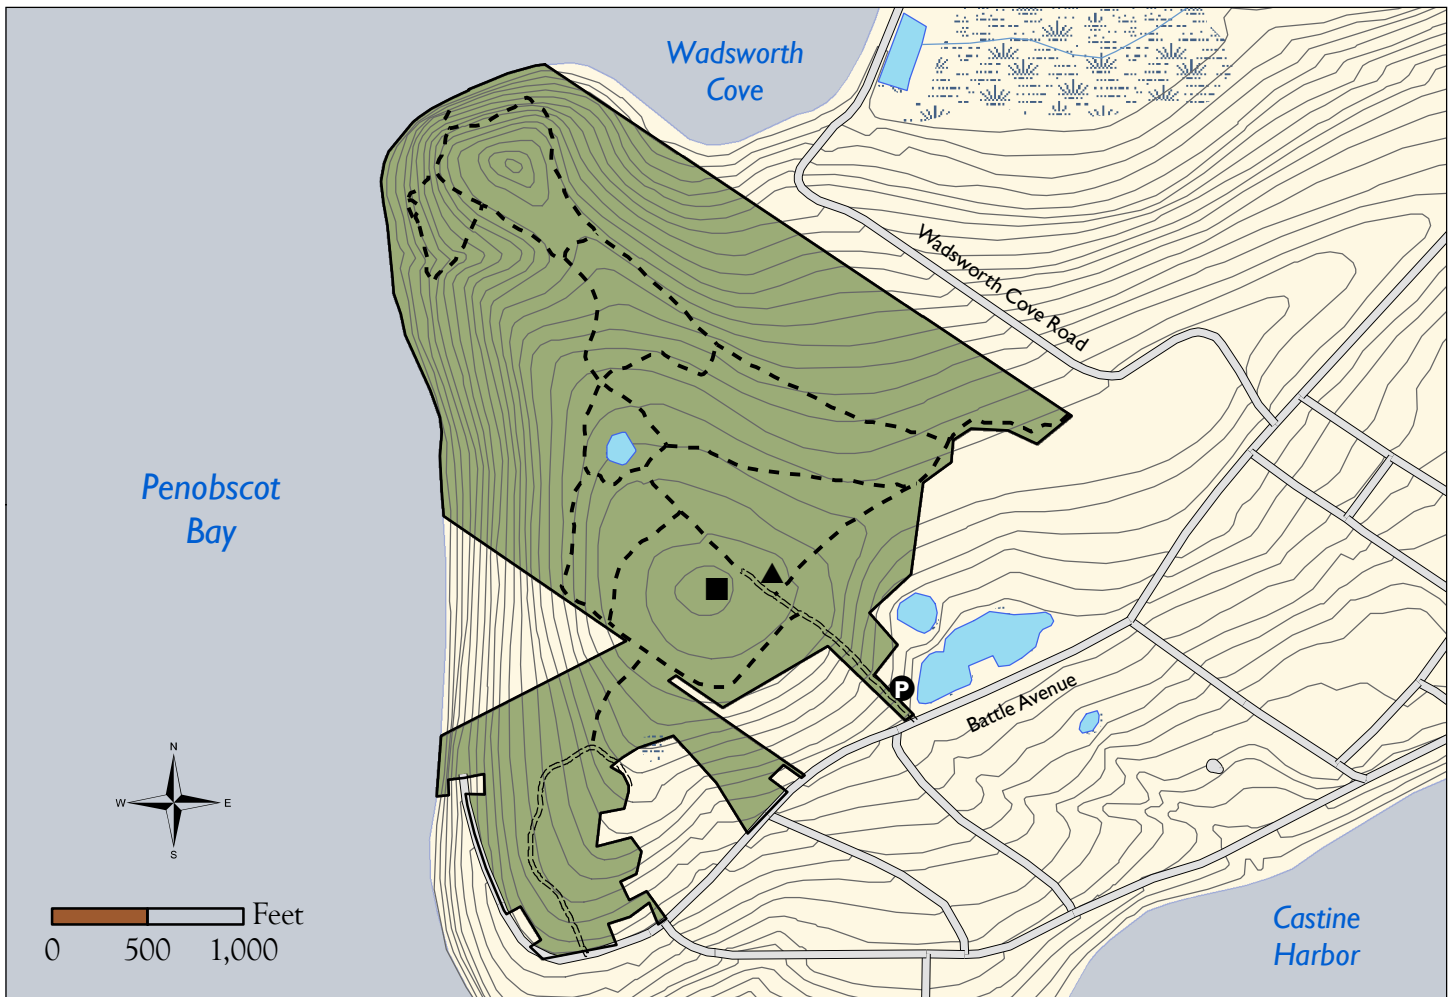 Wadsworth
Cove
Wadsworth Cove Road
Penobscot
Bay
P
Battle Avenue
N
W E
S
Feet
0 500 1,000
Castine
Harbor